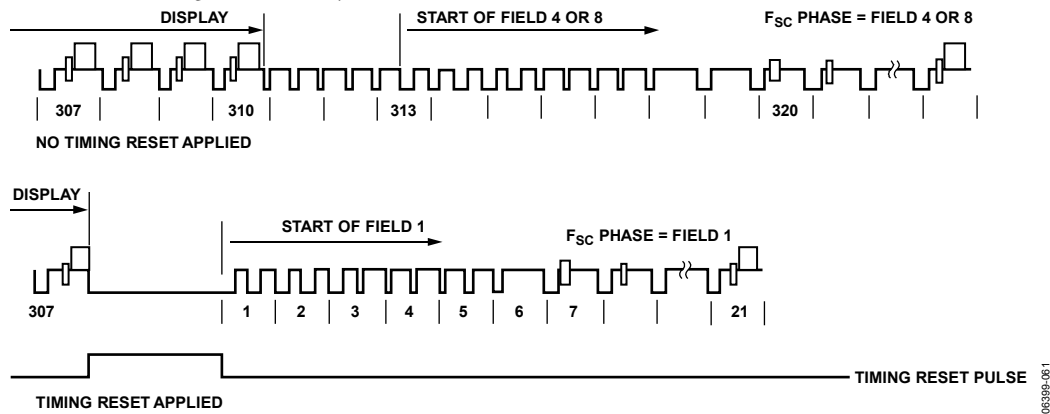 DISPLAY
START OF FIELD 4 OR 8
FSC PHASE = FIELD 4 OR 8
307
310
313
320
NO TIMING RESET APPLIED
DISPLAY
START OF FIELD 1
FSC PHASE = FIELD 1
307
1
2
3
4
5
6
7
21
TIMING RESET PULSE
TIMING RESET APPLIED
06399-061